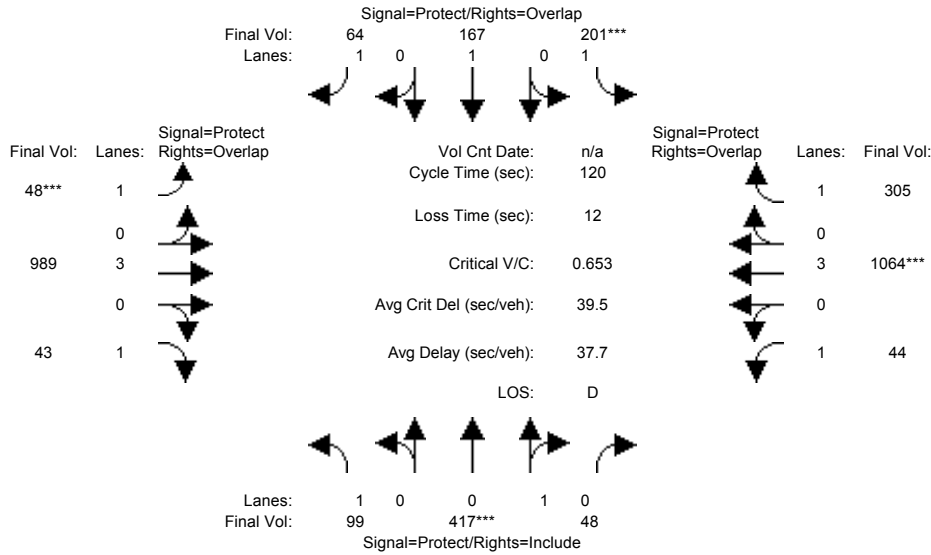 Signal=Protect/Rights=Overlap
Final Vol: 64 167 201***
Lanes: 1 0 1 0 1
Signal=Protect Signal=Protect
Final Vol: Lanes: Rights=Overlap Vol Cnt Date: n/a Rights=Overlap Lanes: Final Vol:
Cycle Time (sec): 120
48*** 1 1 305
Loss Time (sec): 12
0 0
989 3 Critical V/C: 0.653 3 1064***
0 Avg Crit Del (sec/veh): 39.5 0
43 1 Avg Delay (sec/veh): 37.7 1 44
LOS: D
Lanes: 1 0 0 1 0
Final Vol: 99 417*** 48
Signal=Protect/Rights=Include